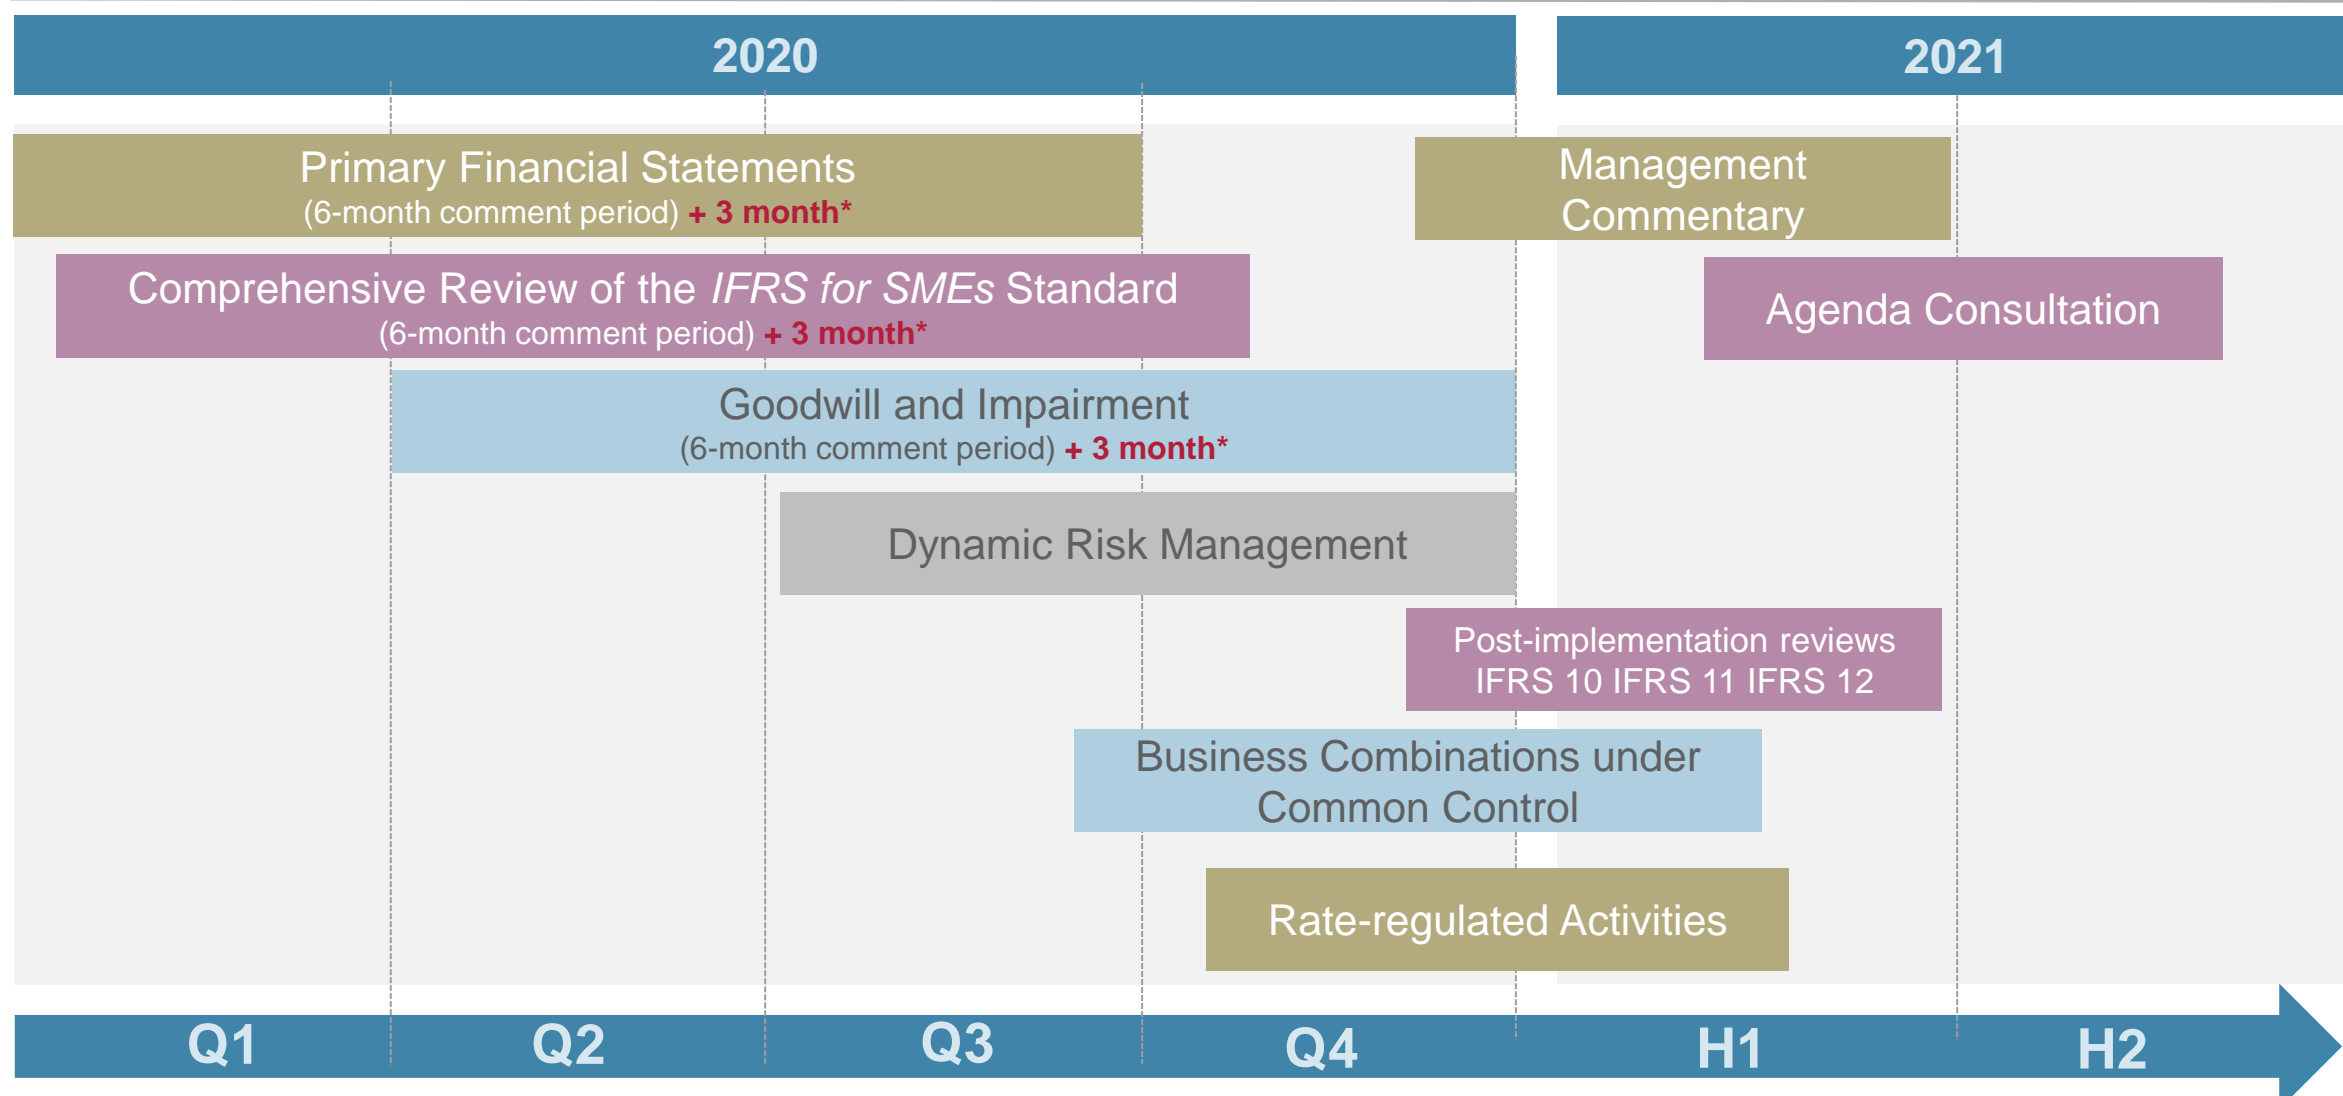 2020
2021
Primary Financial Statements
(6-month comment period) + 3 month*
Management
Commentary
Comprehensive Review of the IFRS for SMEs Standard
(6-month comment period) + 3 month*
Agenda Consultation
Goodwill and Impairment
(6-month comment period) + 3 month*
Dynamic Risk Management
Post-implementation reviews
IFRS 10 IFRS 11 IFRS 12
Business Combinations under
Common Control
Rate-regulated Activities
Q1
Q2
Q3
Q4
H1
H2